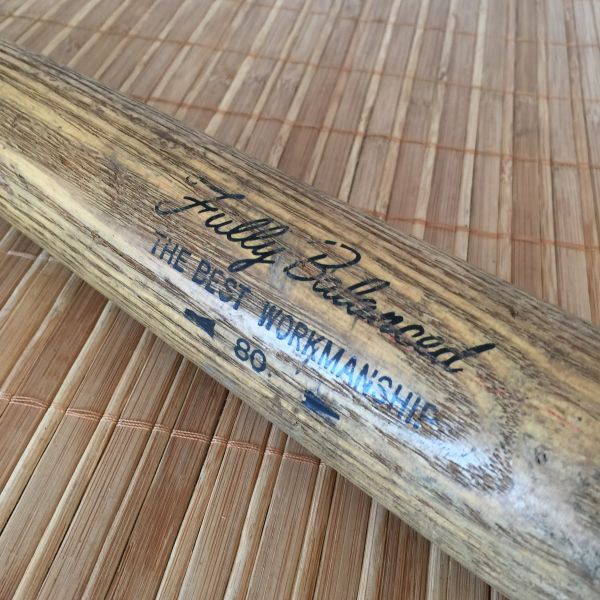 Fully Balanced
THE BEST WORKMANSHIP
80.